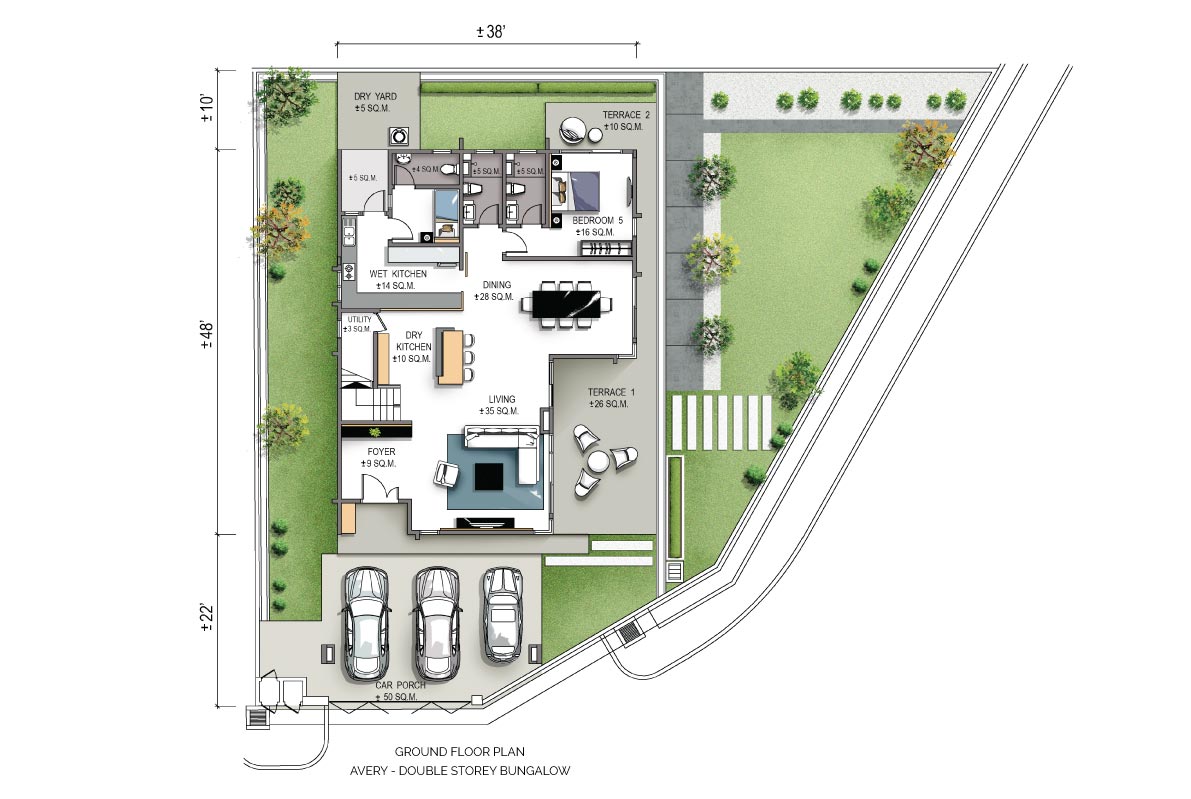 ±38'
±10'
DRY YARD
±5 SQ.M.
TERRACE 2
±10 SQ.M.
±5 SQ.M.
±4 SQ.M.
±5 SQ.M.
±5 SQ.M.
BEDROOM 5
±16 SQ.M.
WET KITCHEN
±14 SQ.M.
DINING
±28 SQ.M.
±48'
UTILITY
±3 SQ.M.
DRY
KITCHEN
±10 SQ.M.
LIVING
±35 SQ.M.
TERRACE 1
±26 SQ.M.
FOYER
±9 SQ.M.
±22'
CAR PORCH
± 50 SQ.M.
GROUND FLOOR PLAN
AVERY - DOUBLE STOREY BUNGALOW